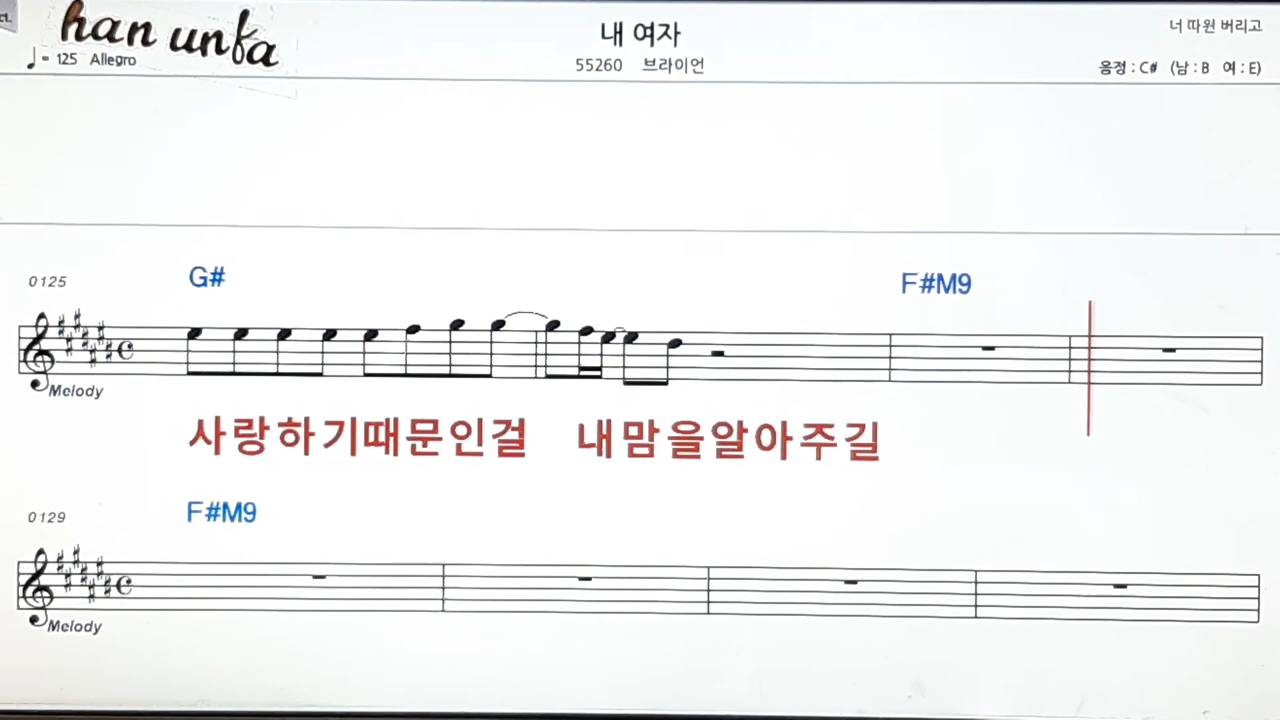 han unfa
내 여자
너 따윈 버리고
♩= 125 Allegro
55260 브라이언
음정 : C# (남 : B 여 : E)
0125 G# F#M9
Melody
사랑하기때문인걸 내맘을알아주길
0129 F#M9
Melody